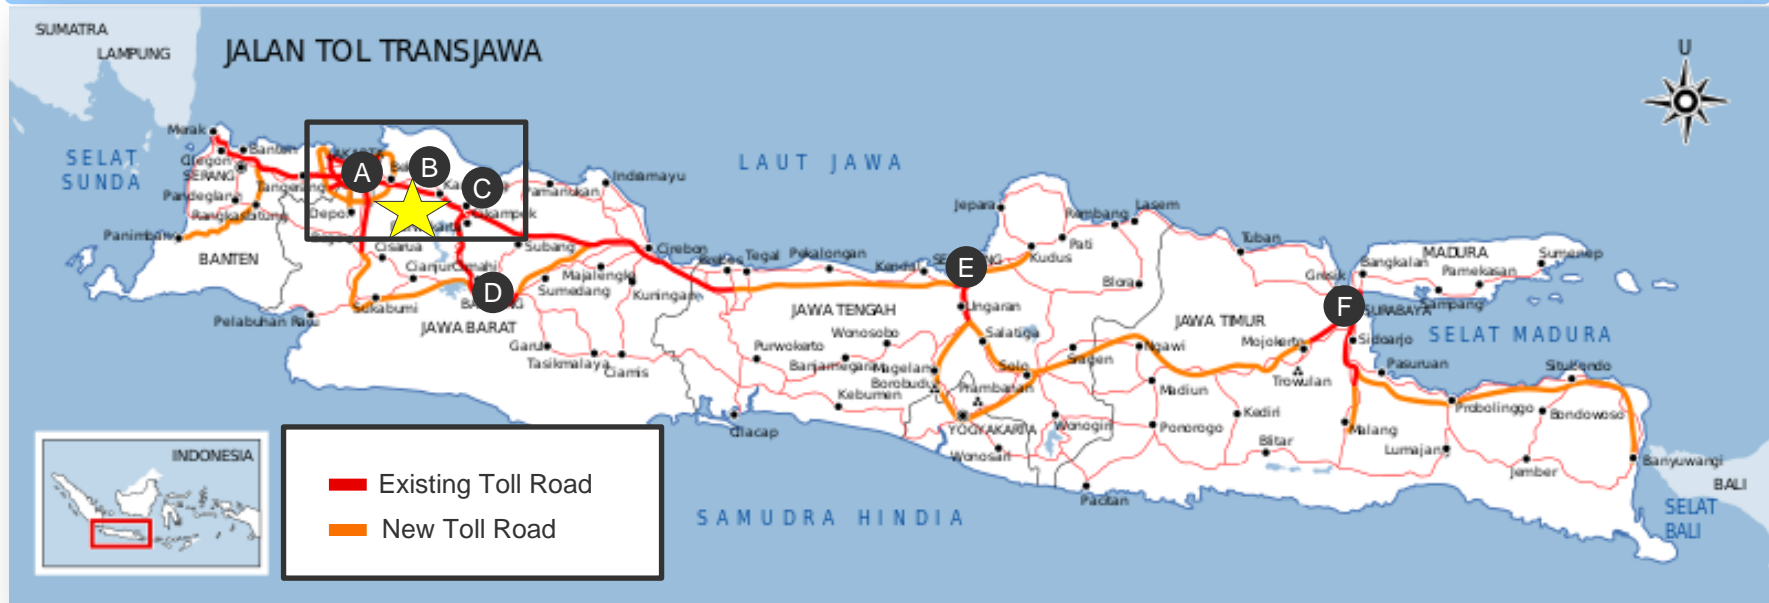 SUMATRA
LAMPUNG
JALAN TOL TRANSJAWA
U
SELAT
SUNDA
LAUT JAWA
Merak
Banten
Cilegon
SERANG
Tangerang
Pandeglang
Rangkasbitung
Panimbang
BANTEN
A
B
C
Depok
Pamanukan
Indramayu
Cisarua
Subang
Cirebon
Cianjur
Cimahi
D
Majalengka
Sumedang
Kuningan
Sukabumi
Pelabuhan Ratu
JAWA BARAT
Garut
Tasikmalaya
Ciamis
Brebes
Tegal
Pekalongan
Kendal
E
Jepara
Rembang
Lasem
Pati
Kudus
Blora
Ungaran
JAWA TENGAH
Wonosobo
Salatiga
Purwokerto
Banjarnegara
Magelang
Solo
Sragen
Borobudur
Prambanan
Kebumen
YOGYAKARTA
Wonogiri
Wonosari
Cilacap
Pacitan
Tuban
MADURA
Sumenep
Bangkalan
Pamekasan
Gresik
Sampang
F
SURABAYA
JAWA TIMUR
SELAT MADURA
Ngawi
Mojokerto
Sidoarjo
Trowulan
Pasuruan
Situbondo
Madiun
Kediri
Probolinggo
Bondowoso
Ponorogo
Blitar
Malang
Lumajang
Jember
Banyuwangi
BALI
SELAT
BALI
SAMUDRA HINDIA
INDONESIA
Existing Toll Road
New Toll Road